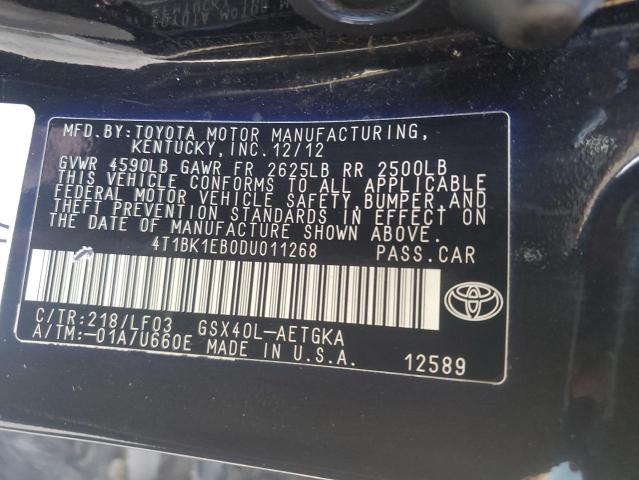 MFD.BY:TOYOTA MOTOR MANUFACTURING,
KENTUCKY, INC. 12/12
GVWR 4590LB GAWR FR 2625LB RR 2500LB
THIS VEHICLE CONFORMS TO ALL APPLICABLE
FEDERAL MOTOR VEHICLE SAFETY, BUMPER, AND
THEFT PREVENTION STANDARDS IN EFFECT ON
THE DATE OF MANUFACTURE SHOWN ABOVE.
4T1BK1EB0DU011268 PASS.CAR
C/TR:218/LF03 GSX40L-AETGKA
A/TM:-01A/U660E MADE IN U.S.A.
12589